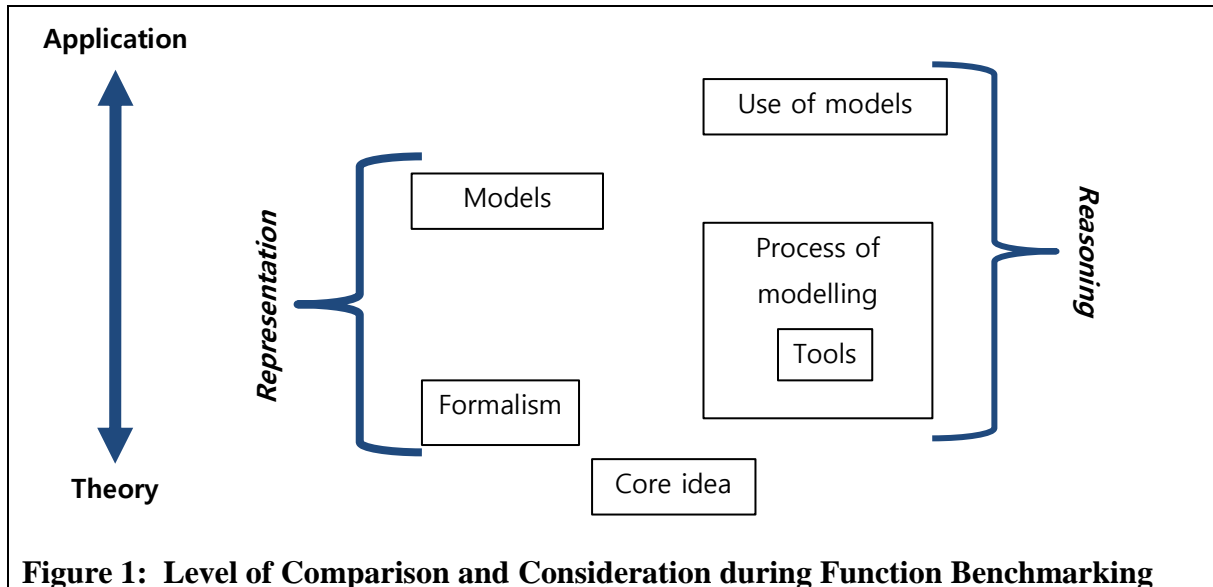 Application
Use of models
Models
Representation
Process of
modelling
Tools
Reasoning
Formalism
Theory
Core idea
Figure 1: Level of Comparison and Consideration during Function Benchmarking